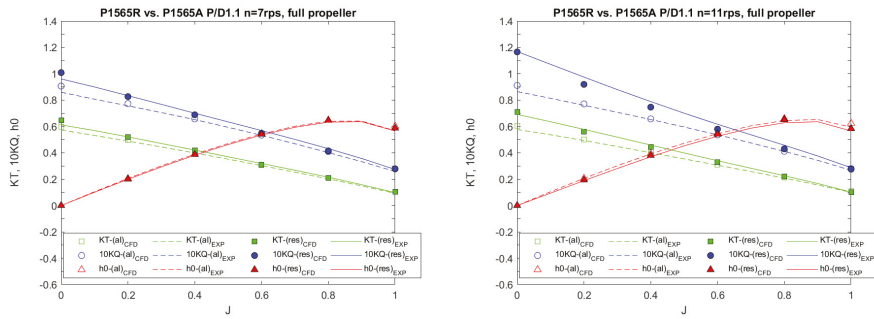 P1565R vs. P1565A P/D1.1 n=7rps, full propeller
1.4
1.2
1
0.8
0.6
0.4
0.2
0
-0.2
-0.4
-0.6
KT, 10KQ, h0
KT-(al)CFD KT-(al)EXP KT-(res)CFD KT-(res)EXP
10KQ-(al)CFD 10KQ-(al)EXP 10KQ-(res)CFD 10KQ-(res)EXP
h0-(al)CFD h0-(al)EXP h0-(res)CFD h0-(res)EXP
0 0.2 0.4 0.6 0.8 1
J
P1565R vs. P1565A P/D1.1 n=11rps, full propeller
1.4
1.2
1
0.8
0.6
0.4
0.2
0
-0.2
-0.4
-0.6
KT, 10KQ, h0
KT-(al)CFD KT-(al)EXP KT-(res)CFD KT-(res)EXP
10KQ-(al)CFD 10KQ-(al)EXP 10KQ-(res)CFD 10KQ-(res)EXP
h0-(al)CFD h0-(al)EXP h0-(res)CFD h0-(res)EXP
0 0.2 0.4 0.6 0.8 1
J